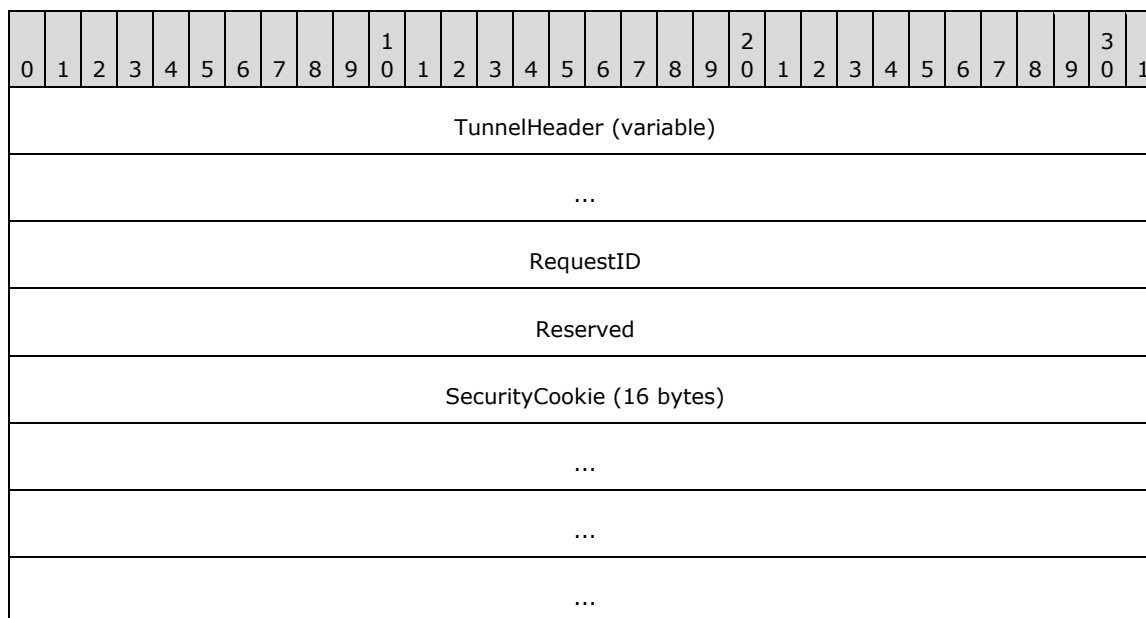 1 2 3
0 1 2 3 4 5 6 7 8 9 0 1 2 3 4 5 6 7 8 9 0 1 2 3 4 5 6 7 8 9 0 1
TunnelHeader (variable)
...
RequestID
Reserved
SecurityCookie (16 bytes)
...
...
...